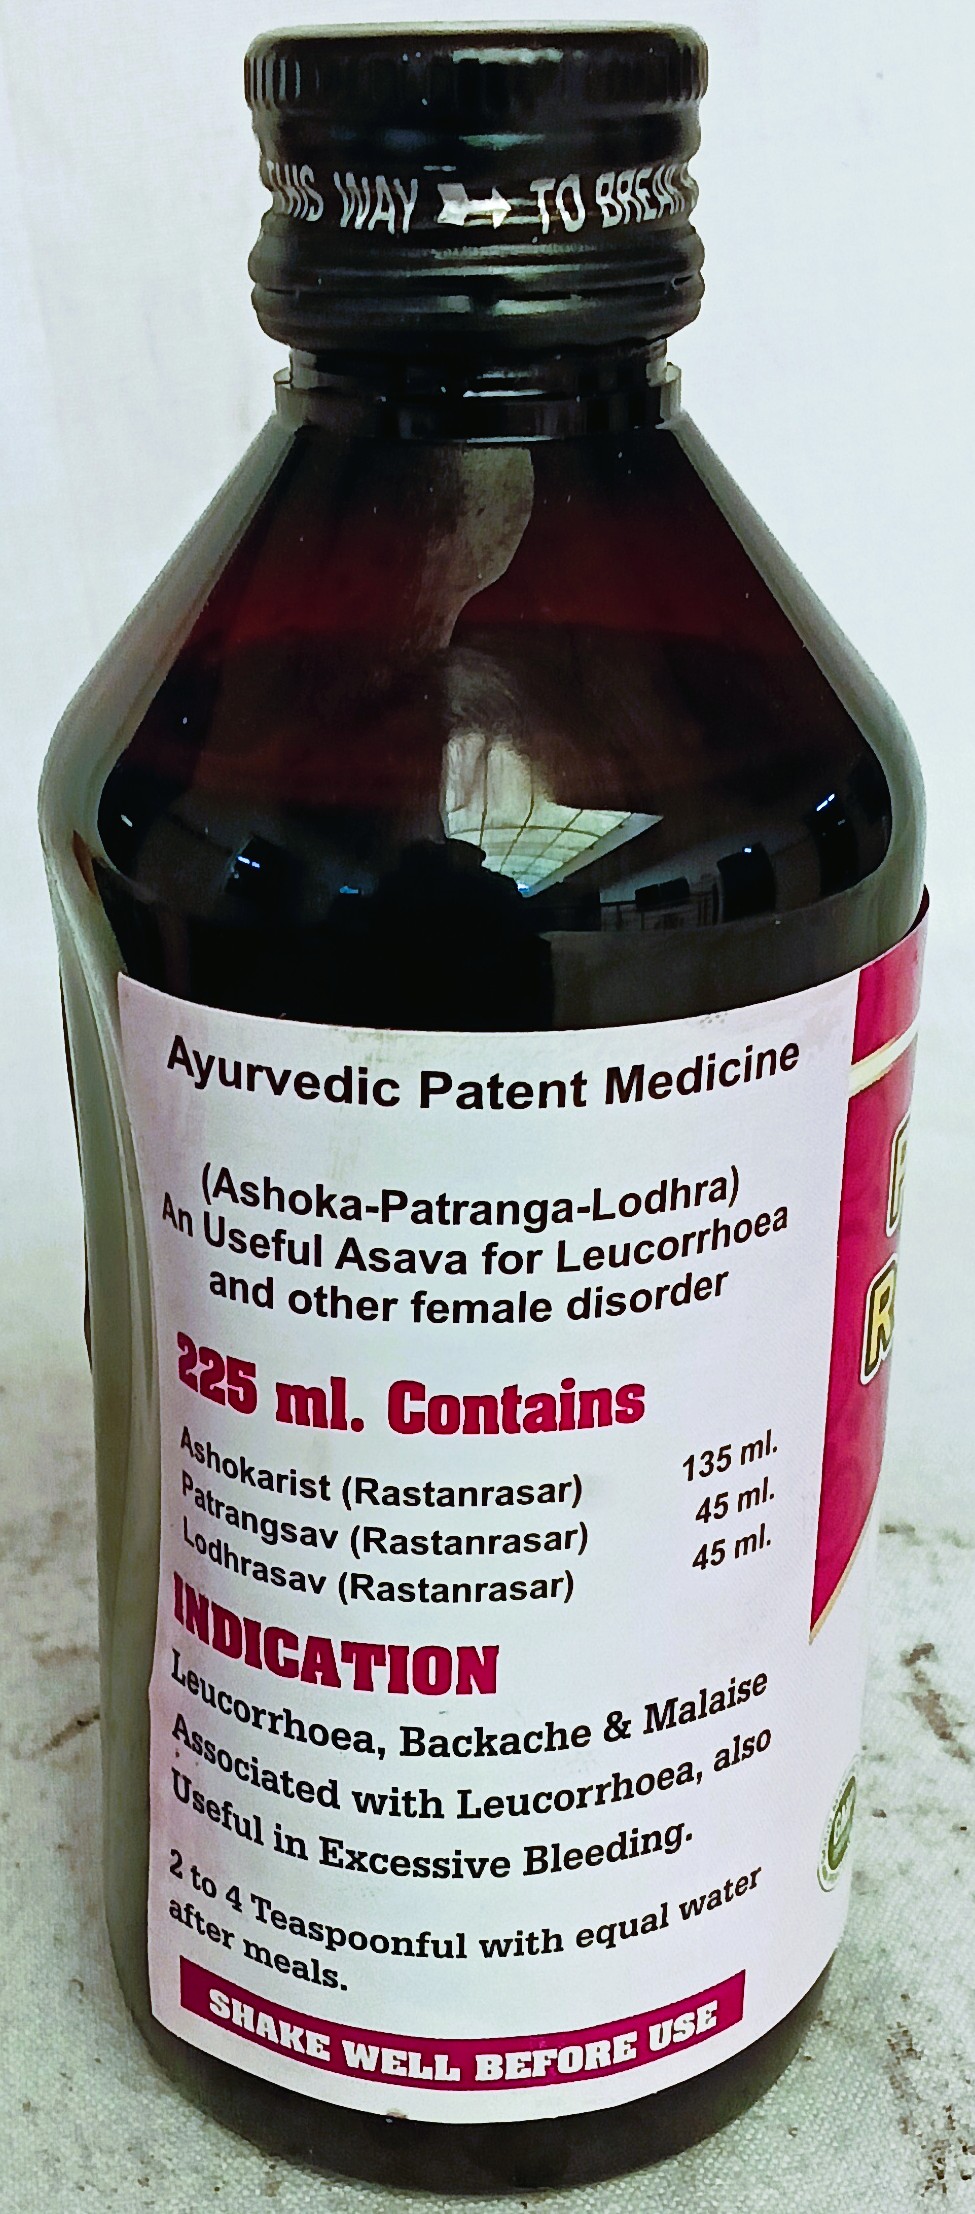 THIS WAY TO BREAK
Ayurvedic Patent Medicine
(Ashoka-Patranga-Lodhra)
An Useful Asava for Leucorrhoea
and other female disorder
225 ml. Contains
Ashokarist (Rastanrasar) 135 ml.
Patrangsav (Rastanrasar) 45 ml.
Lodhrasav (Rastanrasar) 45 ml.
INDICATION
Leucorrhoea, Backache & Malaise
Associated with Leucorrhoea, also
Useful in Excessive Bleeding.
2 to 4 Teaspoonful with equal water
after meals.
SHAKE WELL BEFORE USE